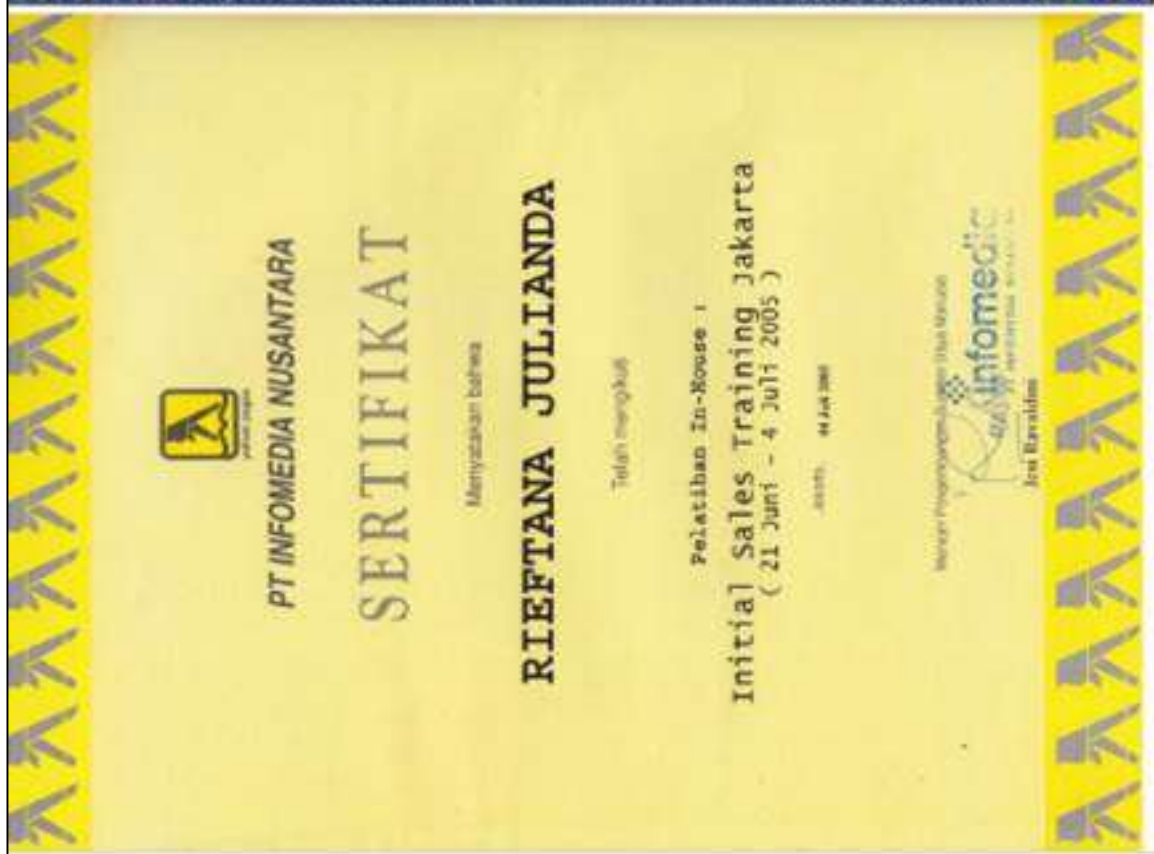 PT INFOMEDIA NUSANTARA
SERTIFIKAT
Menyatakan bahwa
RIEFTANA JULIANDA
Telah mengikuti
Pelatihan In-House :
Initial Sales Training Jakarta
( 21 Juni - 4 Juli 2005 )
infomedia